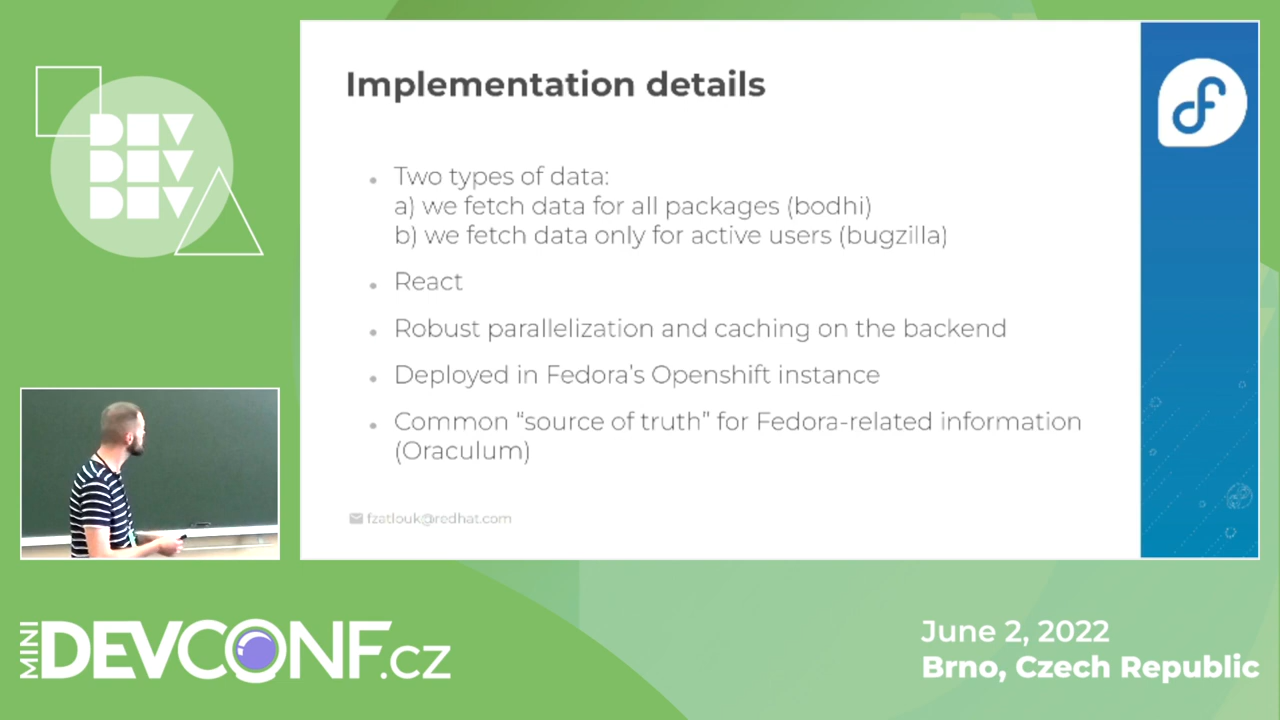 DEV
DEV
DEV
Implementation details
Two types of data:
a) we fetch data for all packages (bodhi)
b) we fetch data only for active users (bugzilla)
React
Robust parallelization and caching on the backend
Deployed in Fedora's Openshift instance
Common "source of truth" for Fedora-related information
(Oraculum)
fzatlouk@redhat.com
MINI
DEVCONF.CZ
June 2, 2022
Brno, Czech Republic